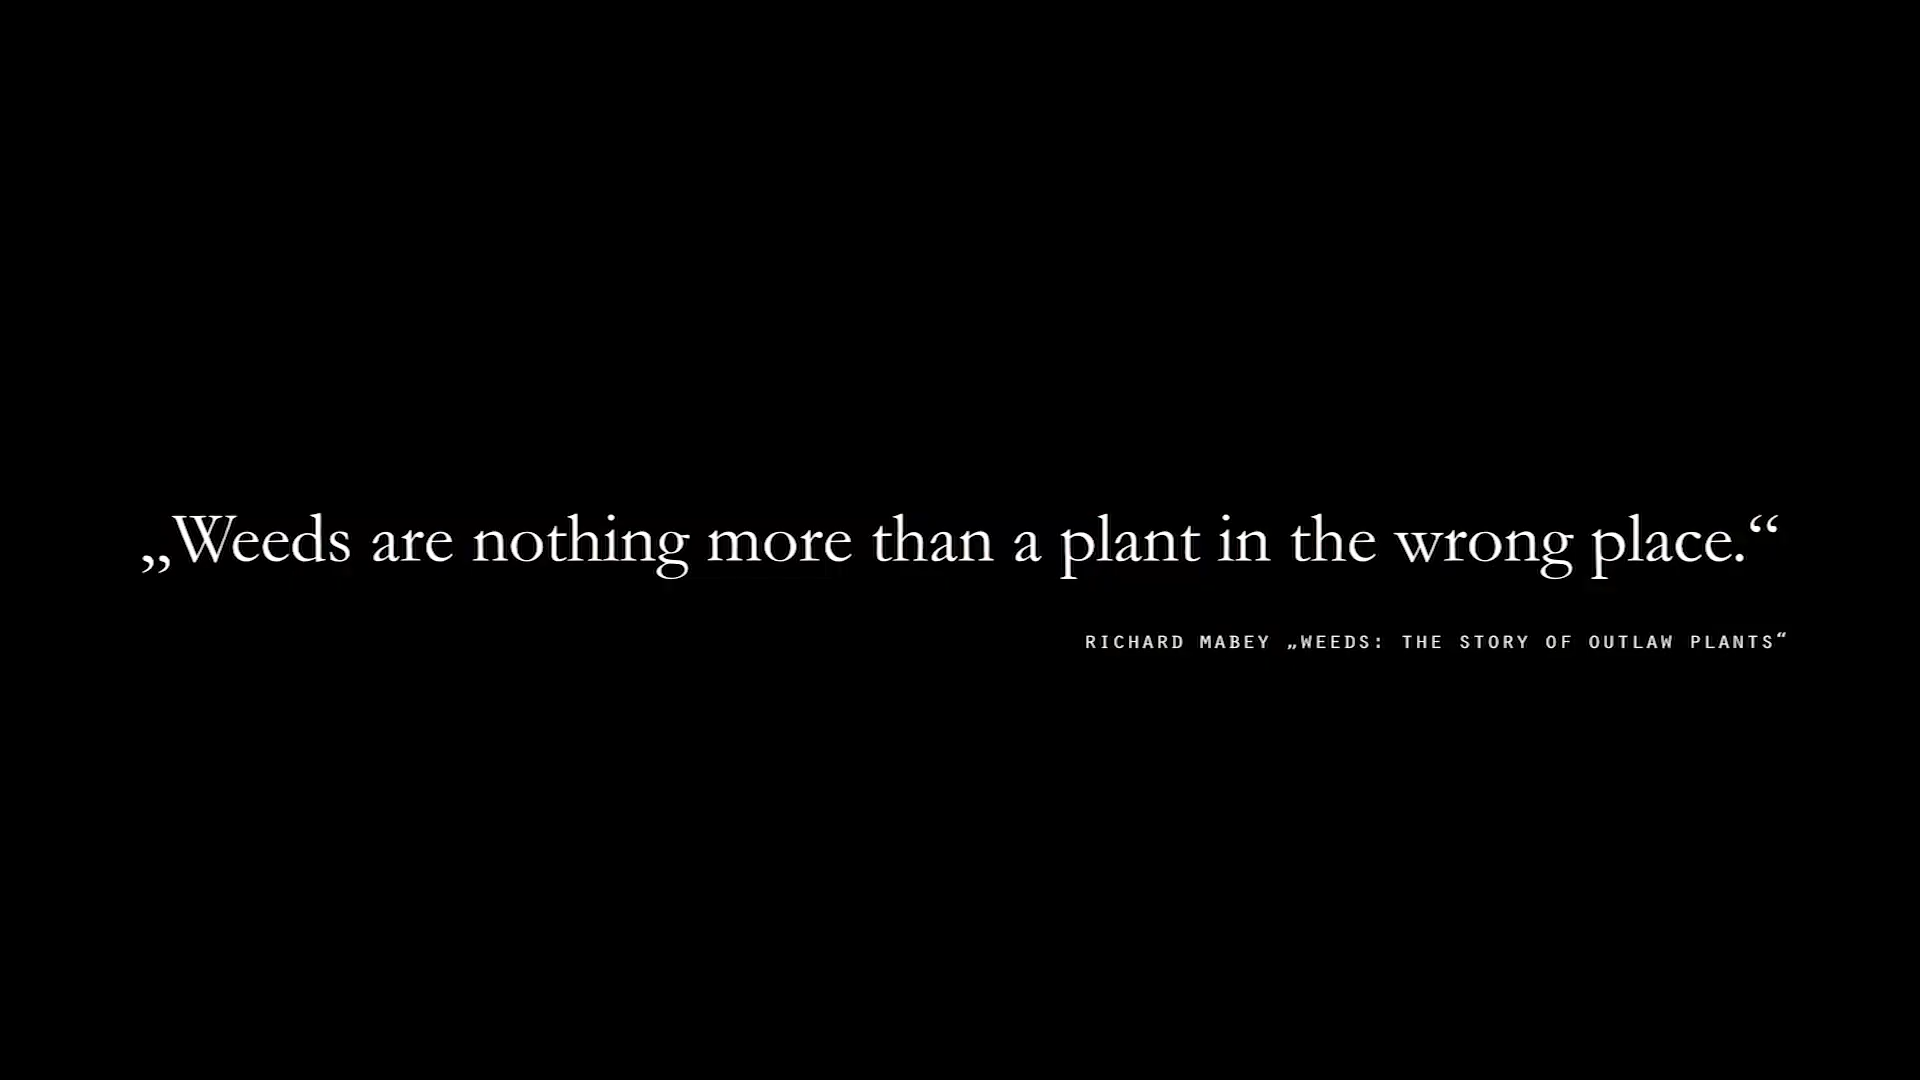 „Weeds are nothing more than a plant in the wrong place.“
RICHARD MABEY „WEEDS: THE STORY OF OUTLAW PLANTS“